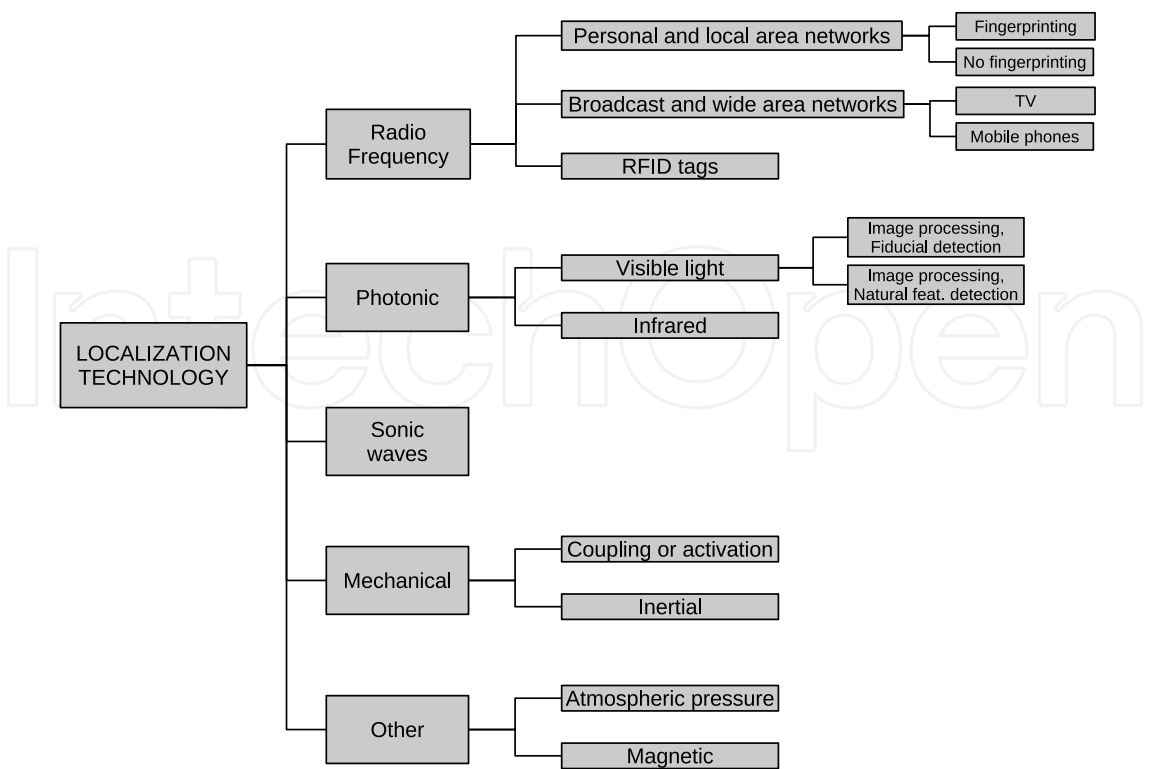 Personal and local area networks
Fingerprinting
No fingerprinting
Broadcast and wide area networks
TV
Mobile phones
Radio
Frequency
RFID tags
Image processing,
Fiducial detection
Visible light
Image processing,
Natural feat. detection
Photonic
Infrared
LOCALIZATION
TECHNOLOGY
Sonic
waves
Coupling or activation
Mechanical
Inertial
Atmospheric pressure
Other
Magnetic
IntechOpen